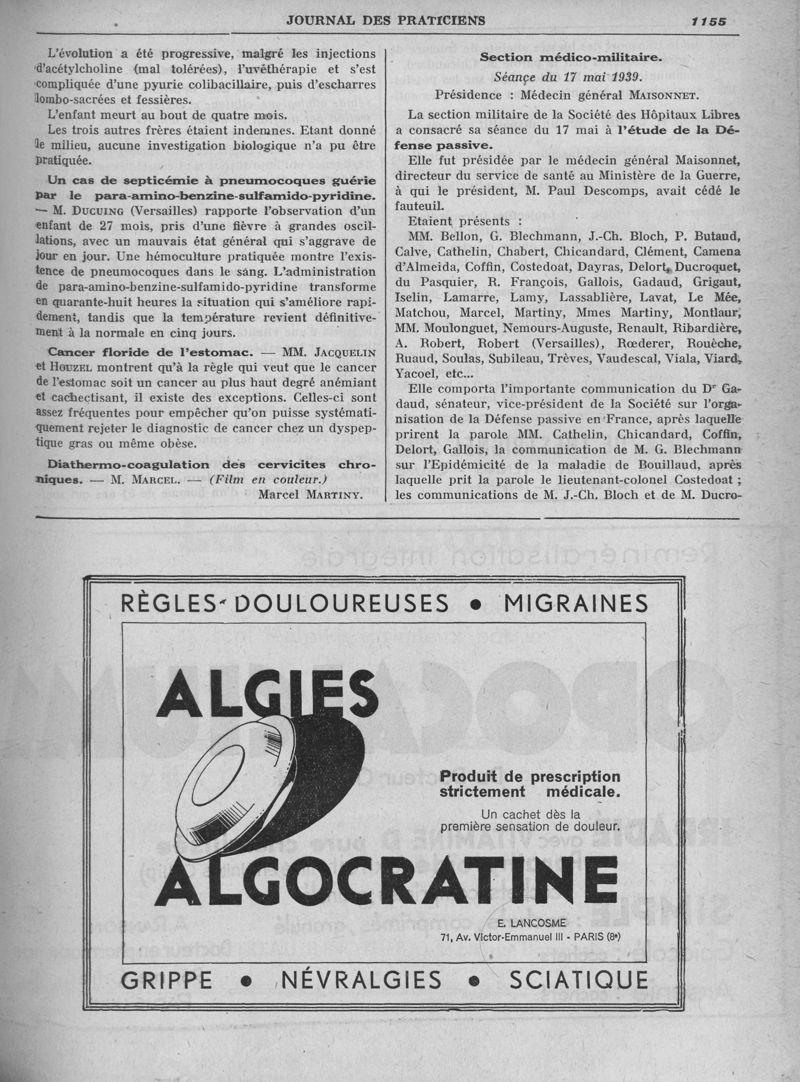 JOURNAL DES PRATICIENS 1155
L'évolution a été progressive, malgré les injections
d'acétylcholine (mal tolérées), l'uvéthérapie et s'est
compliquée d'une pyurie colibacillaire, puis d'escharres
lombo-sacrées et fessières.
L'enfant meurt au bout de quatre mois.
Les trois autres frères étaient indemnes. Etant donné
le milieu, aucune investigation biologique n'a pu être
pratiquée.
Un cas de septicémie à pneumocoques guérie
par le para-amino-benzine-sulfamido-pyridine.
— M. DUCUING (Versailles) rapporte l'observation d'un
enfant de 27 mois, pris d'une fièvre à grandes oscil-
lations, avec un mauvais état général qui s'aggrave de
jour en jour. Une hémoculture pratiquée montre l'exis-
tence de pneumocoques dans le sang. L'administration
de para-amino-benzine-sulfamido-pyridine transforme
en quarante-huit heures la situation qui s'améliore rapi-
dement, tandis que la température revient définitive-
ment à la normale en cinq jours.
Cancer floride de l'estomac. — MM. JACQUELIN
et HOUZEL montrent qu'à la règle qui veut que le cancer
de l'estomac soit un cancer au plus haut degré anémiant
et cachectisant, il existe des exceptions. Celles-ci sont
assez fréquentes pour empêcher qu'on puisse systémati-
quement rejeter le diagnostic de cancer chez un dyspep-
tique gras ou même obèse.
Diathermo-coagulation des cervicites chro-
niques. — M. MARCEL. — (Film en couleur.)
Marcel MARTINY.
Section médico-militaire.
Séance du 17 mai 1939.
Présidence : Médecin général MAISONNET.
La section militaire de la Société des Hôpitaux Libres
a consacré sa séance du 17 mai à l'étude de la Dé-
fense passive.
Elle fut présidée par le médecin général Maisonnet,
directeur du service de santé au Ministère de la Guerre,
à qui le président, M. Paul Descomps, avait cédé le
fauteuil.
Etaient présents :
MM. Bellon, G. Blechmann, J.-Ch. Bloch, P. Butaud,
Calve, Cathelin, Chabert, Chicandard, Clément, Camena
d'Almeida, Coffin, Costedoat, Dayras, Delort, Ducroquet,
du Pasquier, R. François, Gallois, Gadaud, Grigaut,
Iselin, Lamarre, Lamy, Lassablière, Lavat, Le Mée,
Matchou, Marcel, Martiny, Mmes Martiny, Montlaur,
MM. Moulonguet, Nemours-Auguste, Renault, Ribardière,
A. Robert, Robert (Versailles), Rœderer, Rouèche,
Ruaud, Soulas, Subileau, Trèves, Vaudescal, Viala, Viard,
Yacoel, etc...
Elle comporta l'importante communication du Dr Ga-
daud, sénateur, vice-président de la Société sur l'orga-
nisation de la Défense passive en France, après laquelle
prirent la parole MM. Cathelin, Chicandard, Coffin,
Delort, Gallois, la communication de M. G. Blechmann
sur l'Epidémicité de la maladie de Bouillaud, après
laquelle prit la parole le lieutenant-colonel Costedoat ;
les communications de M. J.-Ch. Bloch et de M. Ducro-
RÈGLES DOULOUREUSES • MIGRAINES
ALGIES
Produit de prescription
strictement médicale.
Un cachet dès la
première sensation de douleur.
ALGOCRATINE
E. LANCOSME
71, Av. Victor-Emmanuel III - PARIS (8e)
GRIPPE • NÉVRALGIES • SCIATIQUE